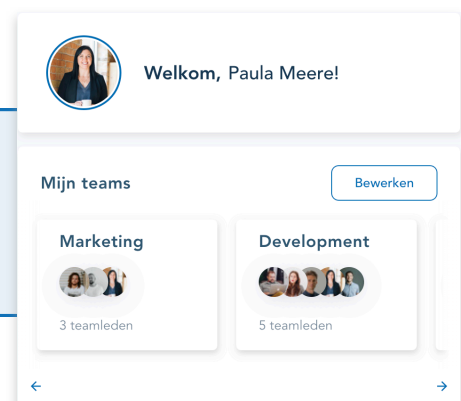 Welkom, Paula Meere!
Mijn teams
Bewerken
Marketing
Development
3 teamleden
5 teamleden